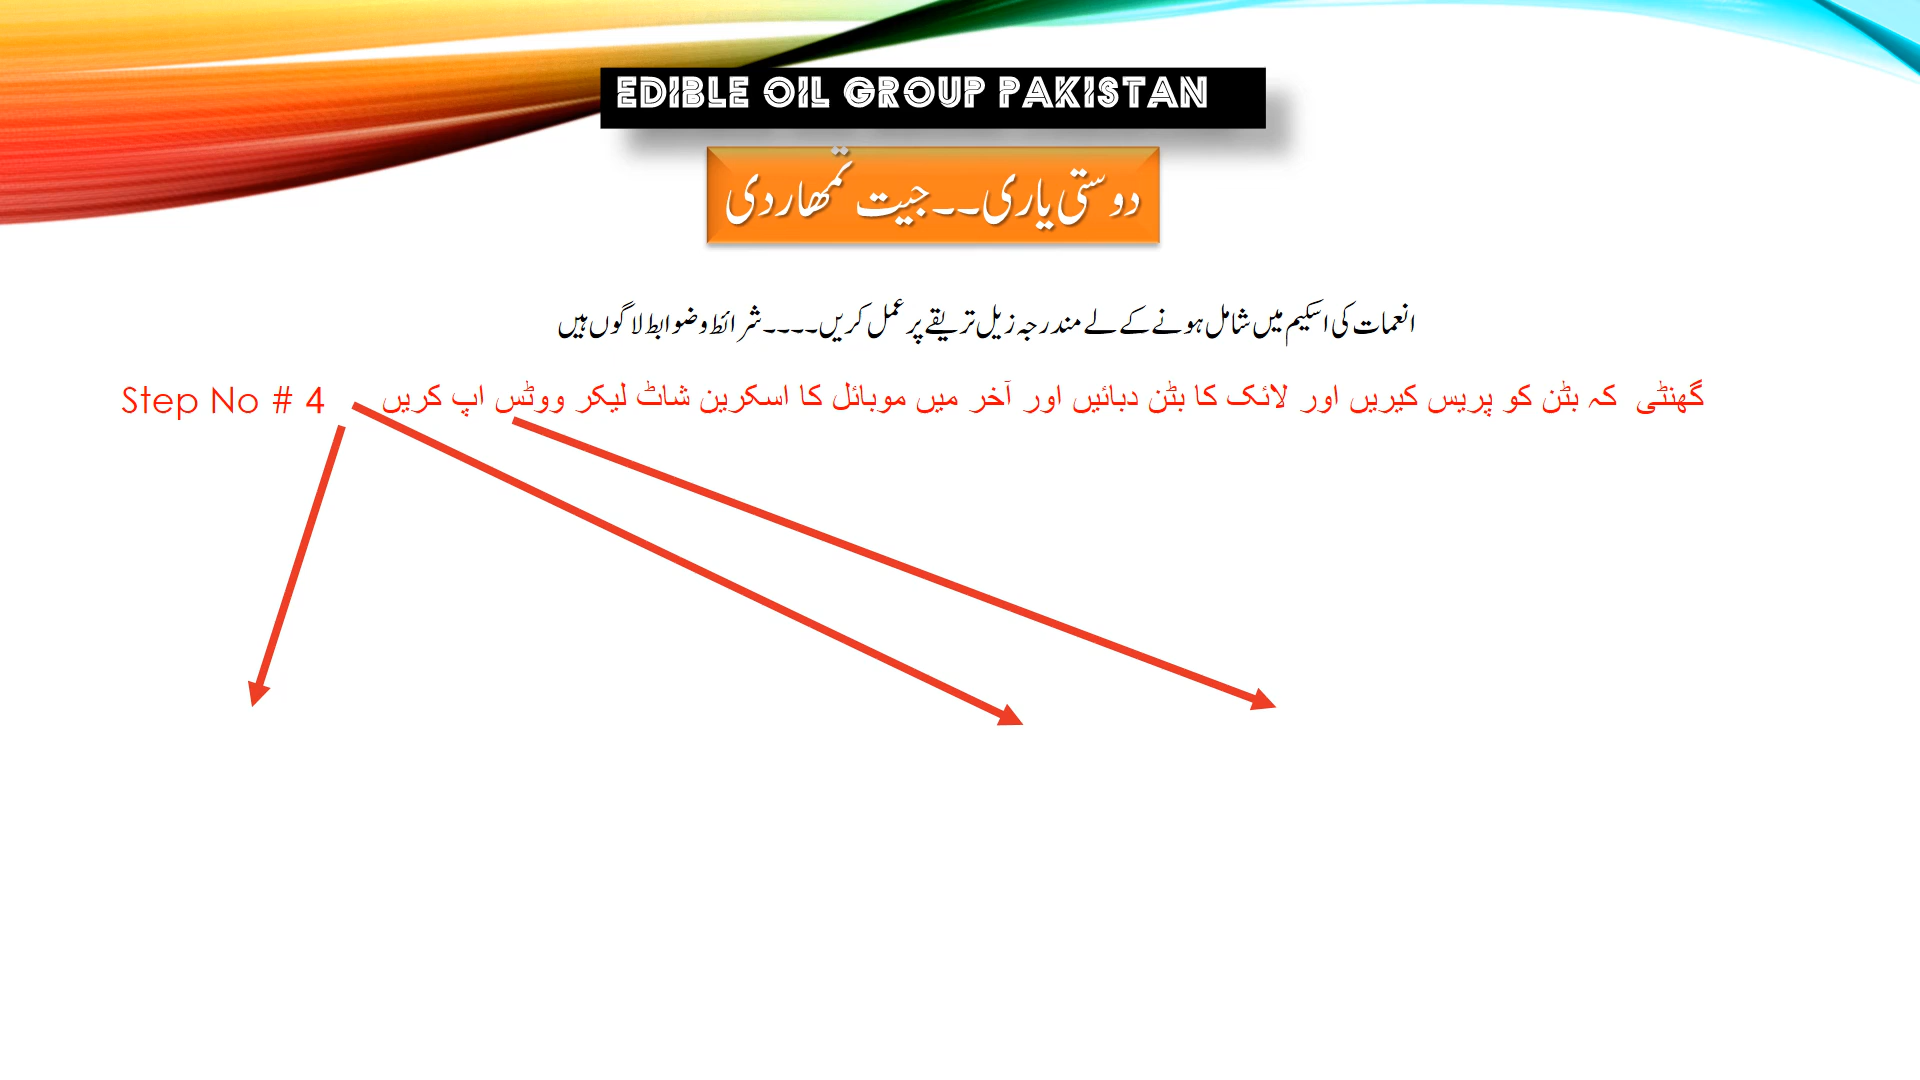 EDIBLE OIL GROUP PAKISTAN
دوستی یاری۔۔جیت تمھاردی
انعمات کی اسکیم میں شامل ہونے کے لے مندرجہ زیل تریقے پر عمل کریں۔۔۔۔شرائط و ضوابط لاگوں ہیں
Step No # 4 گھنٹی کہ بٹن کو پریس کیریں اور لائک کا بٹن دبائیں اور آخر میں موبائل کا اسکرین شاٹ لیکر ووٹس اپ کریں